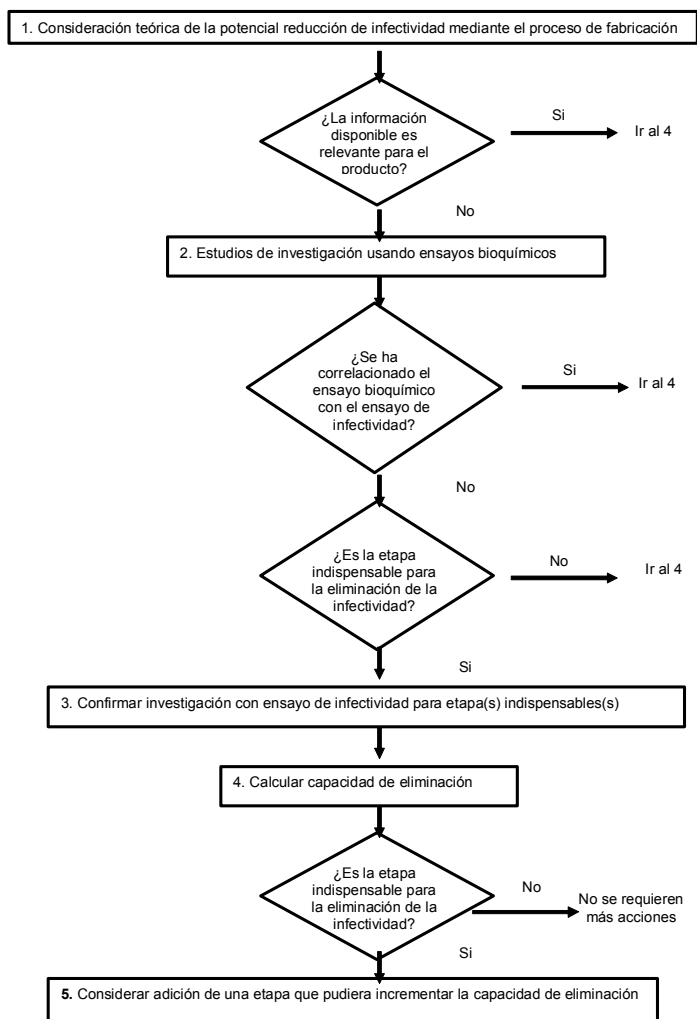 1. Consideración teórica de la potencial reducción de infectividad mediante el proceso de fabricación
¿La información
disponible es
relevante para el
producto?
Si
Ir al 4
No
2. Estudios de investigación usando ensayos bioquímicos
¿Se ha
correlacionado el
ensayo bioquímico
con el ensayo de
infectividad?
Si
Ir al 4
No
¿Es la etapa
indispensable para
la eliminación de la
infectividad?
No
Ir al 4
Si
3. Confirmar investigación con ensayo de infectividad para etapa(s) indispensables(s)
4. Calcular capacidad de eliminación
¿Es la etapa
indispensable para
la eliminación de la
infectividad?
No
No se requieren
más acciones
Si
5. Considerar adición de una etapa que pudiera incrementar la capacidad de eliminación